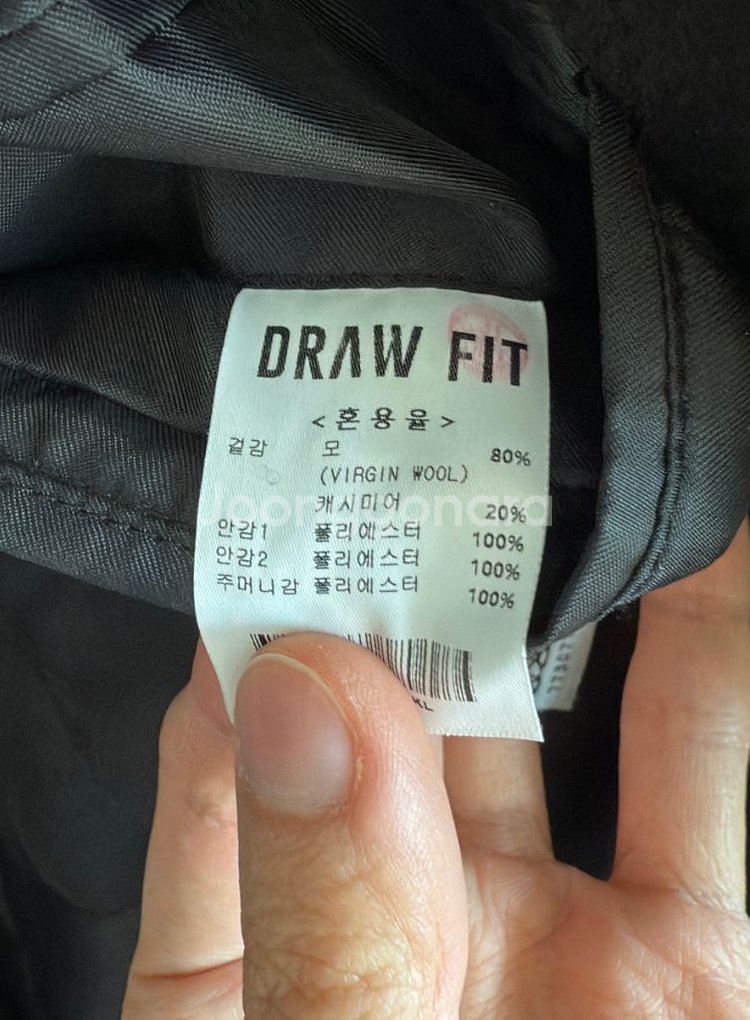 DRAW FIT
<혼용율>
겉감 모 80%
(VIRGIN WOOL)
캐시미어 20%
Joongonara
안감1 폴리에스터 100%
안감2 폴리에스터 100%
주머니감 폴리에스터 100%
XL